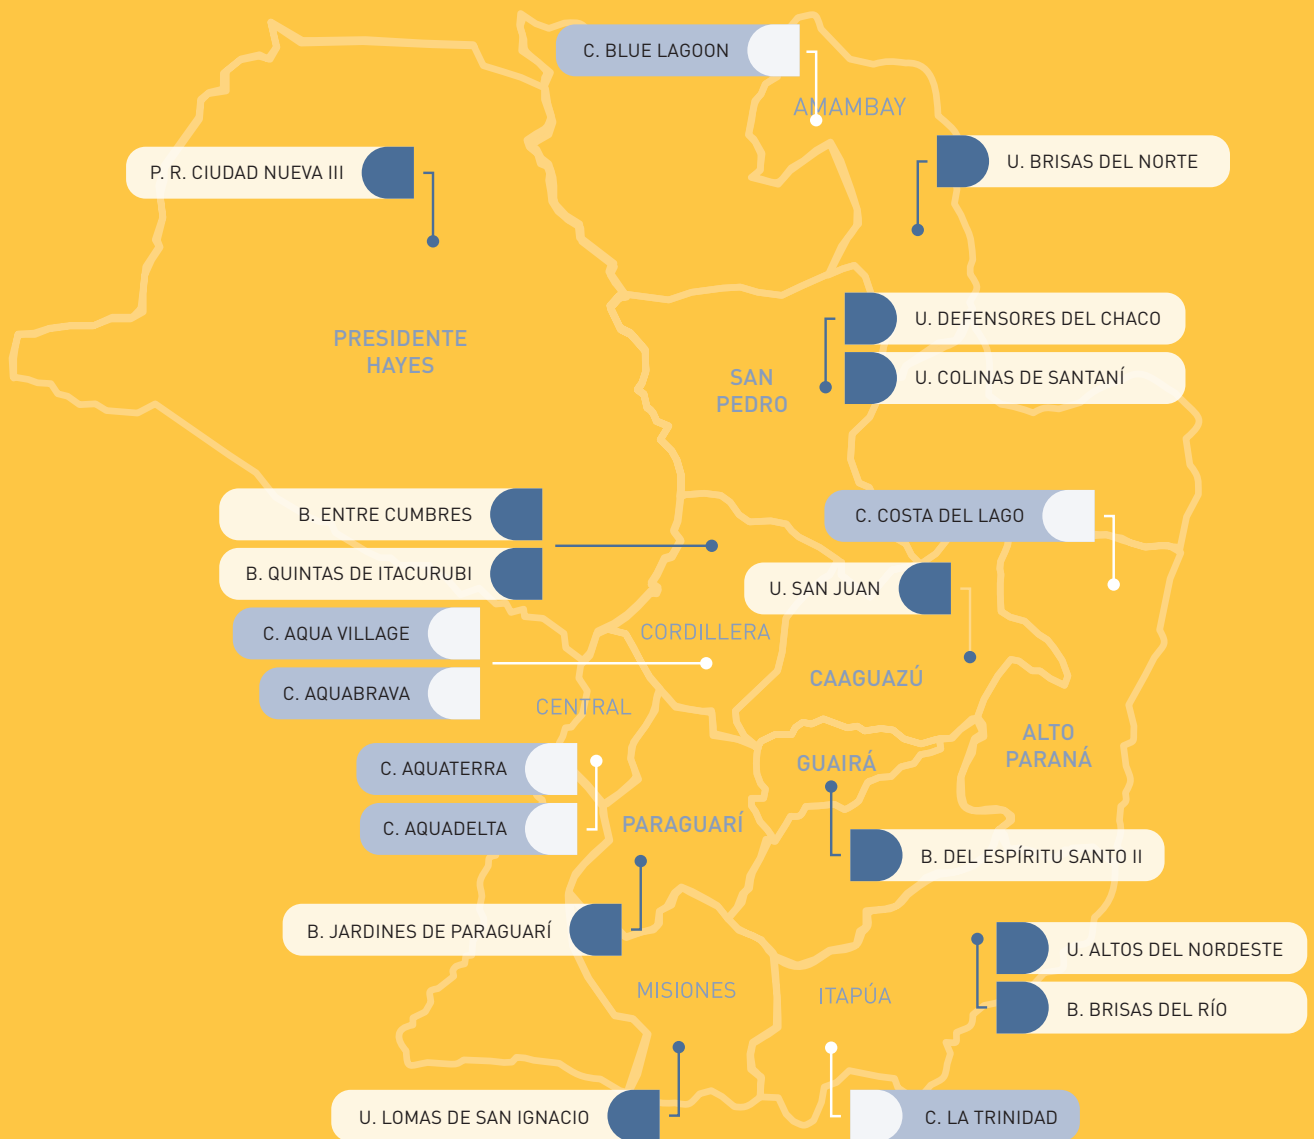 C. BLUE LAGOON
AMAMBAY
P. R. CIUDAD NUEVA III
U. BRISAS DEL NORTE
PRESIDENTE
HAYES
U. DEFENSORES DEL CHACO
SAN
PEDRO
U. COLINAS DE SANTANÍ
B. ENTRE CUMBRES
C. COSTA DEL LAGO
B. QUINTAS DE ITACURUBI
U. SAN JUAN
C. AQUA VILLAGE
CORDILLERA
C. AQUABRAVA
CAAGUAZÚ
CENTRAL
ALTO
PARANÁ
GUAIRÁ
C. AQUATERRA
C. AQUADELTA
PARAGUARÍ
B. DEL ESPÍRITU SANTO II
B. JARDINES DE PARAGUARÍ
U. ALTOS DEL NORDESTE
MISIONES
ITAPÚA
B. BRISAS DEL RÍO
U. LOMAS DE SAN IGNACIO
C. LA TRINIDAD